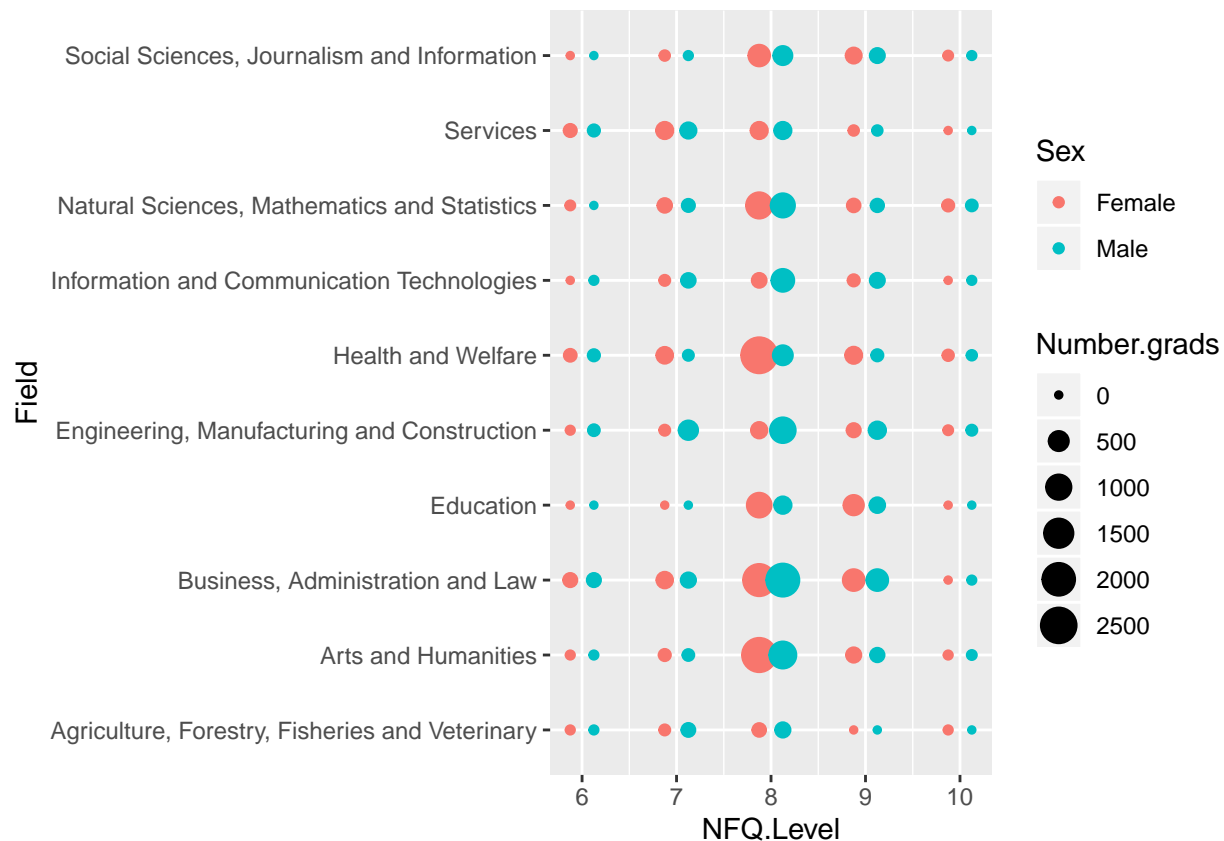 Social Sciences, Journalism and Information
Services
Natural Sciences, Mathematics and Statistics
Information and Communication Technologies
Health and Welfare
Engineering, Manufacturing and Construction
Education
Business, Administration and Law
Arts and Humanities
Agriculture, Forestry, Fisheries and Veterinary
Field
6 7 8 9 10
NFQ.Level
Sex
Female
Male
Number.grads
0
500
1000
1500
2000
2500